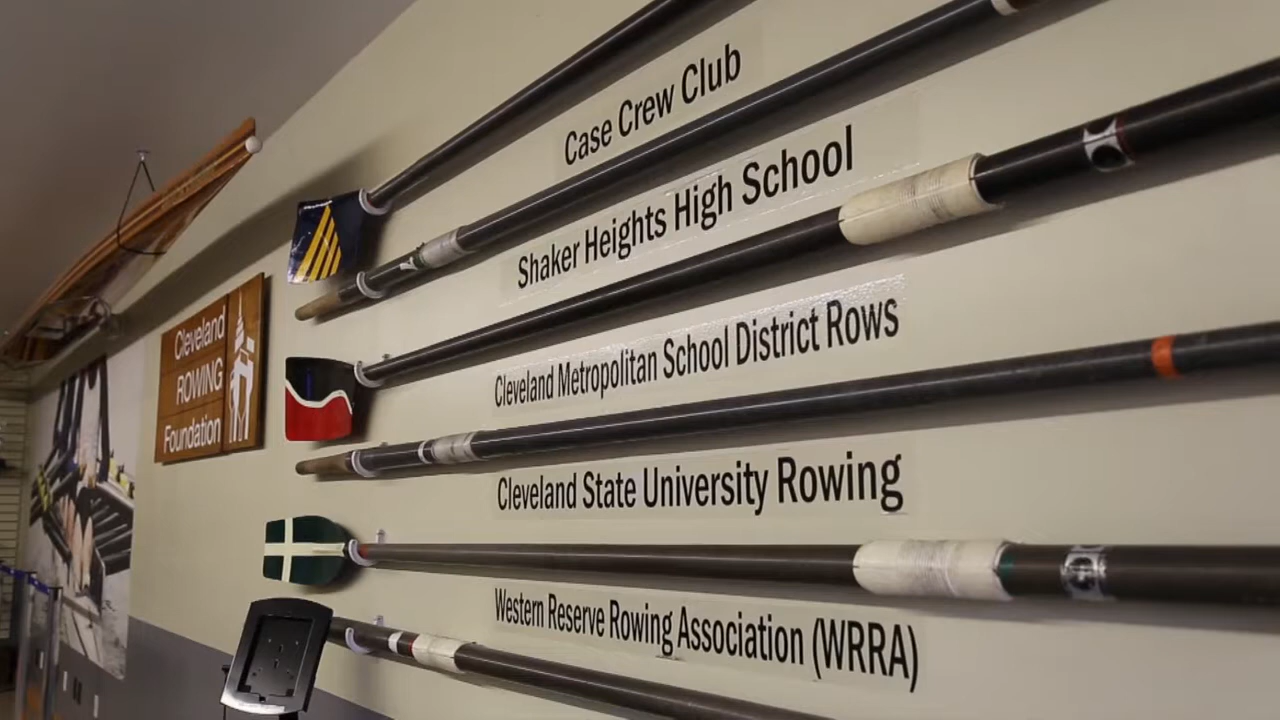 Case Crew Club
Shaker Heights High School
Cleveland Metropolitan School District Rows
Cleveland State University Rowing
Western Reserve Rowing Association (WRRA)
Cleveland
ROWING
Foundation